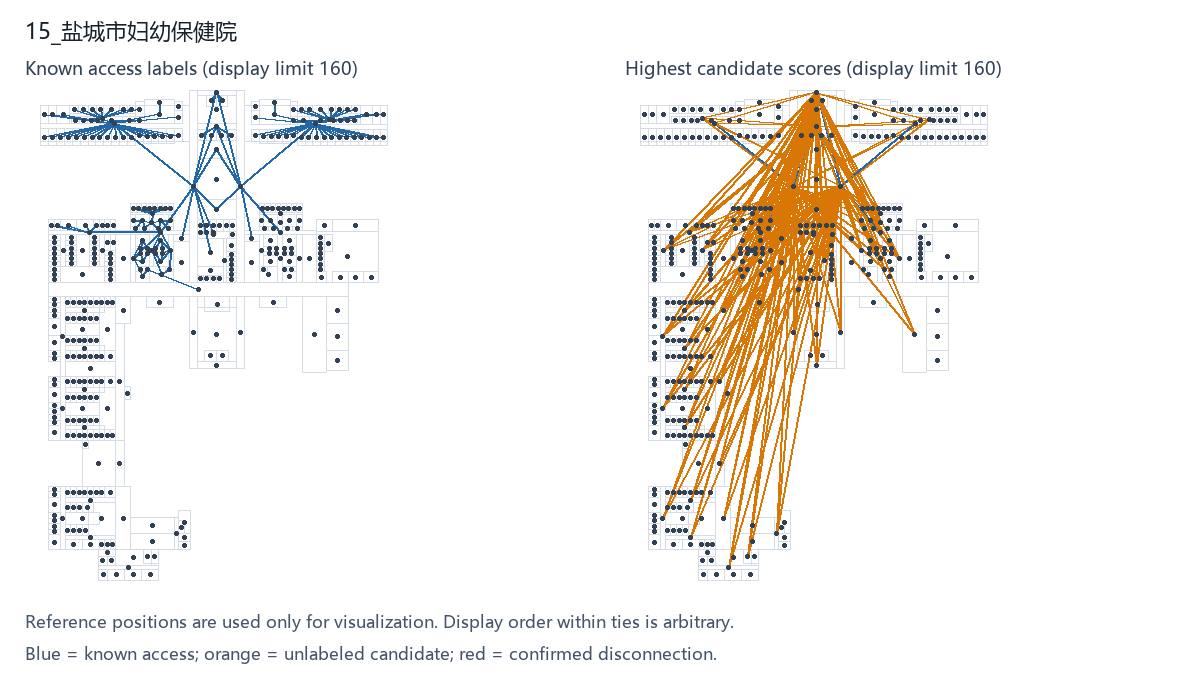 15_盐城市妇幼保健院
Known access labels (display limit 160)
Highest candidate scores (display limit 160)
Reference positions are used only for visualization. Display order within ties is arbitrary.
Blue = known access; orange = unlabeled candidate; red = confirmed disconnection.